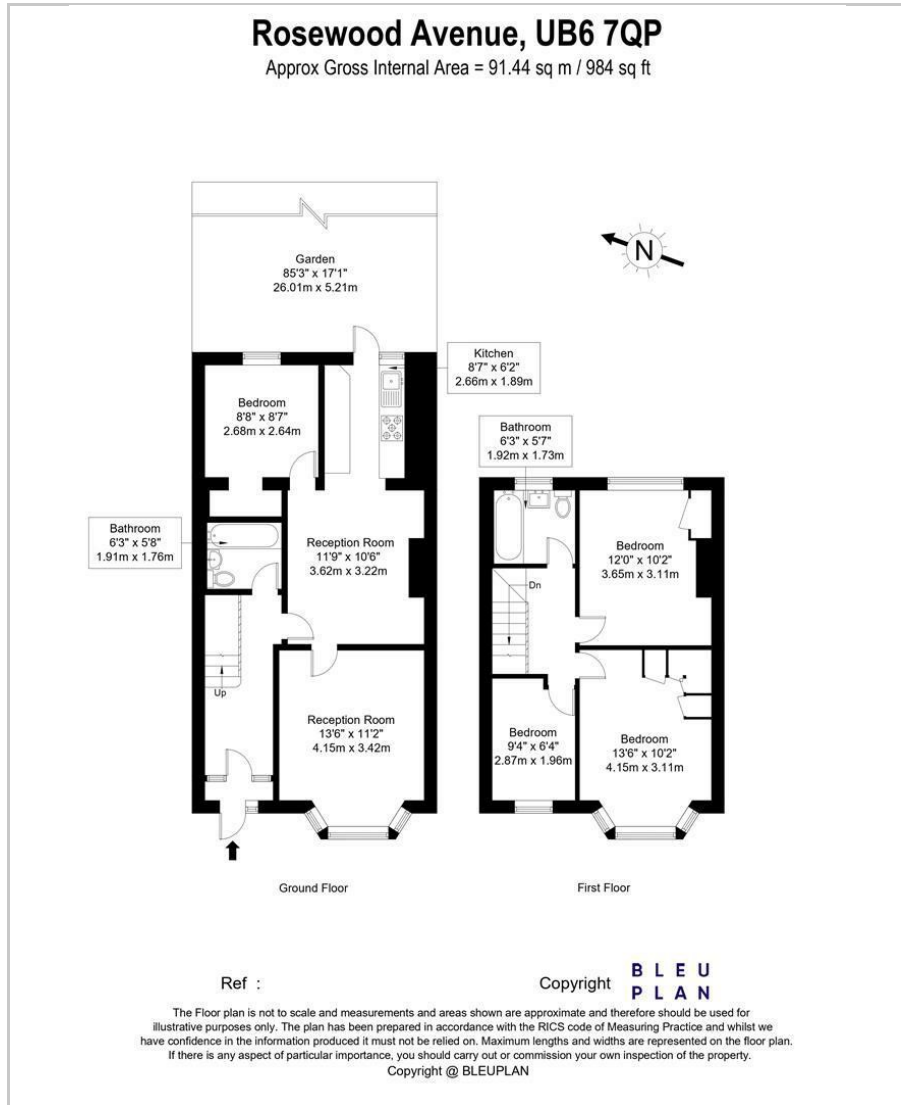 Rosewood Avenue, UB6 7QP
Approx Gross Internal Area = 91.44 sq m / 984 sq ft
Garden
85'3" x 17'1"
26.01m x 5.21m
N
Kitchen
8'7" x 6'2"
2.66m x 1.89m
Bedroom
8'8" x 8'7"
2.68m x 2.64m
Bathroom
6'3" x 5'7"
1.92m x 1.73m
Bathroom
6'3" x 5'8"
1.91m x 1.76m
Reception Room
11'9" x 10'6"
3.62m x 3.22m
Bedroom
12'0" x 10'2"
3.65m x 3.11m
Dn
Up
Reception Room
13'6" x 11'2"
4.15m x 3.42m
Bedroom
9'4" x 6'4"
2.87m x 1.96m
Bedroom
13'6" x 10'2"
4.15m x 3.11m
Ground Floor
First Floor
Ref :
Copyright
BLEU
PLAN
The Floor plan is not to scale and measurements and areas shown are approximate and therefore should be used for
illustrative purposes only. The plan has been prepared in accordance with the RICS code of Measuring Practice and whilst we
have confidence in the information produced it must not be relied on. Maximum lengths and widths are represented on the floor plan.
If there is any aspect of particular importance, you should carry out or commission your own inspection of the property.
Copyright @ BLEUPLAN